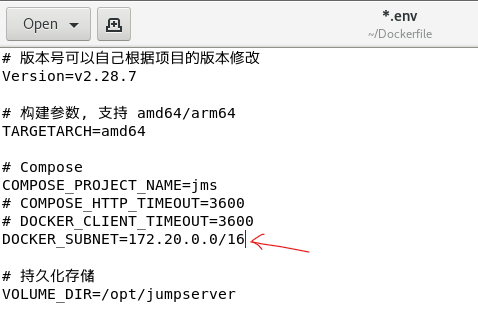 Open
*.env
~/Dockerfile
# 版本号可以自己根据项目的版本修改
Version=v2.28.7
# 构建参数, 支持 amd64/arm64
TARGETARCH=amd64
# Compose
COMPOSE_PROJECT_NAME=jms
# COMPOSE_HTTP_TIMEOUT=3600
# DOCKER_CLIENT_TIMEOUT=3600
DOCKER_SUBNET=172.20.0.0/16
# 持久化存储
VOLUME_DIR=/opt/jumpserver